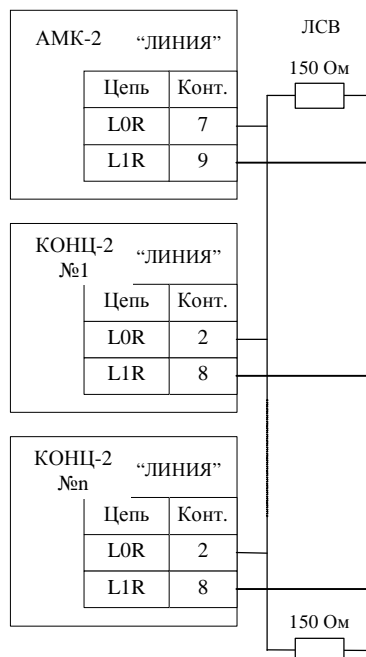 АМК-2 “ЛИНИЯ” ЛСВ
150 Ом
Цепь Конт.
L0R 7
L1R 9
КОНЦ-2 “ЛИНИЯ”
№1
Цепь Конт.
L0R 2
L1R 8
КОНЦ-2 “ЛИНИЯ”
№n
Цепь Конт.
L0R 2
L1R 8
150 Ом